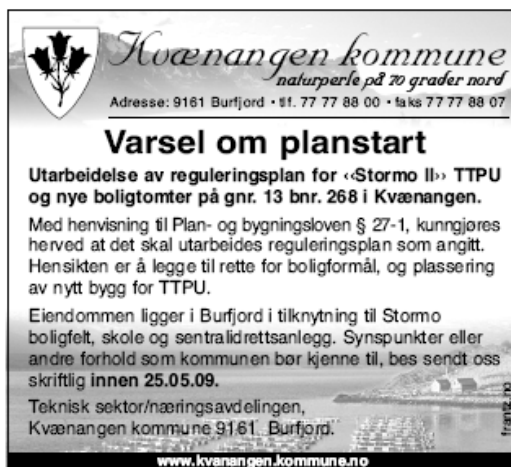 Kvænangen kommune
naturperle på 70 grader nord
Adresse: 9161 Burfjord • tlf. 77 77 88 00 • faks 77 77 88 07
Varsel om planstart
Utarbeidelse av reguleringsplan for ‹‹Stormo II›› TTPU
og nye boligtomter på gnr. 13 bnr. 268 i Kvænangen.
Med henvisning til Plan- og bygningsloven § 27-1, kunngjøres
herved at det skal utarbeides reguleringsplan som angitt.
Hensikten er å legge til rette for boligformål, og plassering
av nytt bygg for TTPU.
Eiendommen ligger i Burfjord i tilknytning til Stormo
boligfelt, skole og sentralidrettsanlegg. Synspunkter eller
andre forhold som kommunen bør kjenne til, bes sendt oss
skriftlig innen 25.05.09.
Teknisk sektor/næringsavdelingen,
Kvænangen kommune 9161 Burfjord.
frantz.no
www.kvanangen.kommune.no